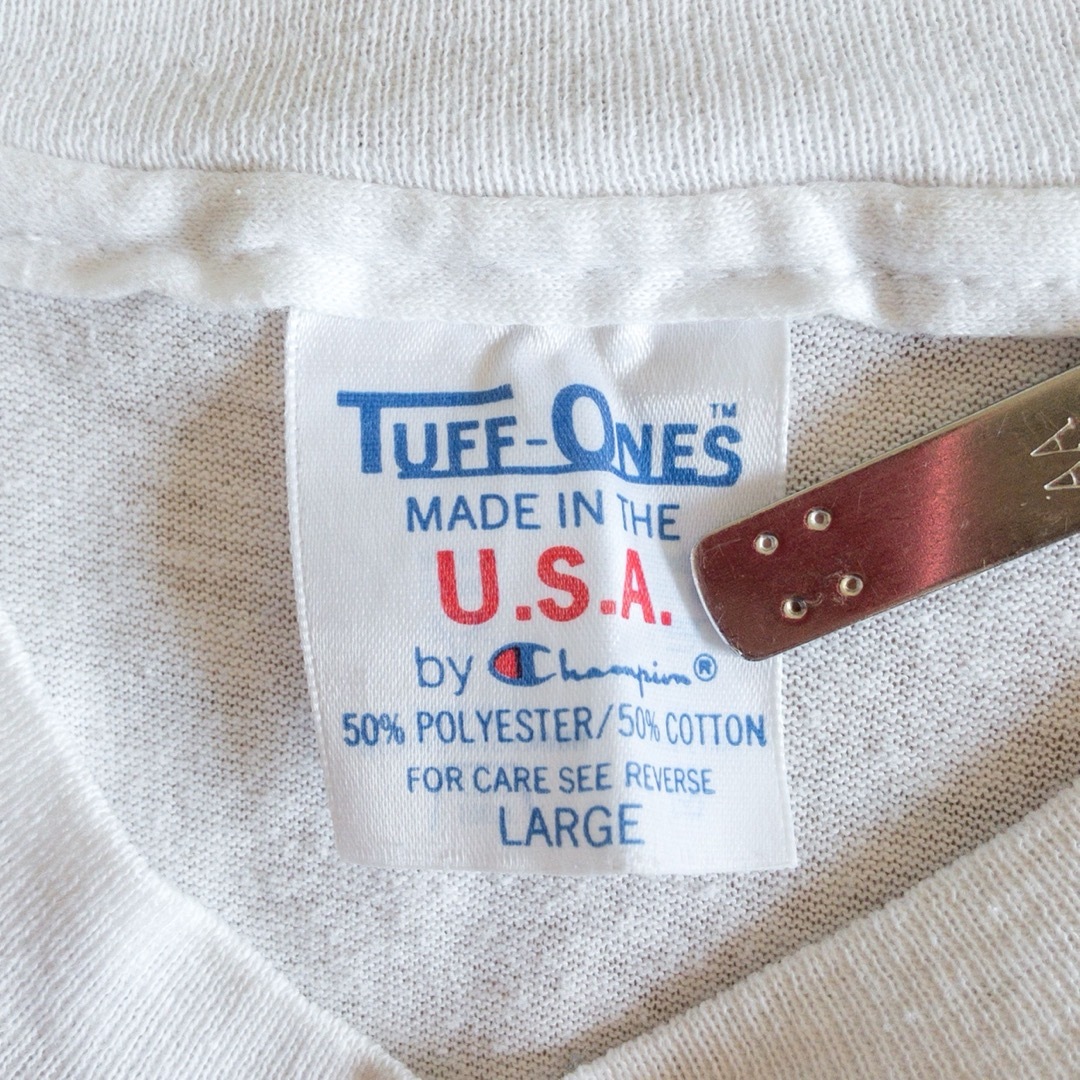 TUFF-ONES™
MADE IN THE
U.S.A.
by Champion®
50% POLYESTER/50% COTTON
FOR CARE SEE REVERSE
LARGE